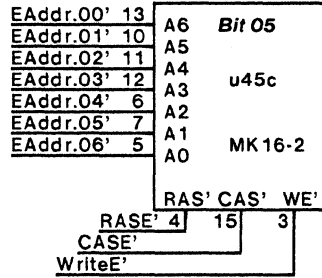 EAddr.00' 13 A6 Bit 05
EAddr.01' 10 A5
EAddr.02' 11 A4 u45c
EAddr.03' 12 A3
EAddr.04' 6 A2
EAddr.05' 7 A1 MK16-2
EAddr.06' 5 A0
RAS' CAS' WE'
RASE' 4 15 3
CASE'
WriteE'